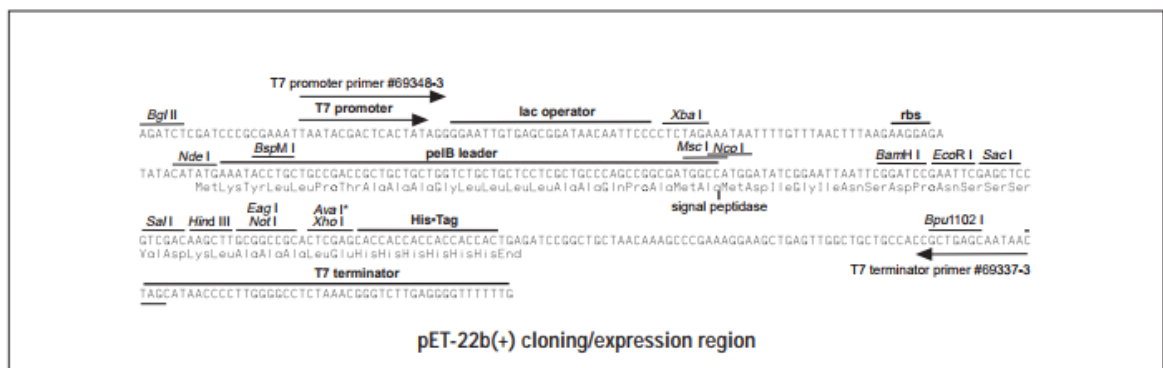 T7 promoter primer #69348-3
Bgl II T7 promoter lac operator Xba I rbs
AGATCTCGATCCCGCGAAATTAATACGACTCACTATAGGGGAATTGTGAGCGGATAACAATTCCCCTCTAGAAATAATTTTGTTTAACTTTAAGAAGGAGA
Nde I BspM I pelB leader Msc I Nco I BamH I EcoR I Sac I
TATACATATGAAATACCTGCTGCCGACCGCTGCTGCTGGTCTGCTGCTCCTCGCTGCCCAGCCGGCGATGGCCATGGATATCGGAATTAATTCGGATCCGAATTCGAGCTCC
MetLysTyrLeuLeuProThrAlaAlaAlaGlyLeuLeuLeuLeuAlaAlaGlnProAlaMetAlaMetAspIleGlyIleAsnSerAspProAsnSerSerSer
signal peptidase
Sal I Hind III Eag I Not I Ava I* Xho I His•Tag Bpu1102 I
GTCGACAAGCTTGCGGCCGCACTCGAGCACCACCACCACCACCACTGAGATCCGGCTGCTAACAAAGCCCGAAAGGAAGCTGAGTTGGCTGCTGCCACCGCTGAGCAATAAC
ValAspLysLeuAlaAlaAlaLeuGluHisHisHisHisHisHisEnd
T7 terminator T7 terminator primer #69337-3
TAGCATAACCCCTTGGGGCCTCTAAACGGGTCTTGAGGGGTTTTTTG
pET-22b(+) cloning/expression region